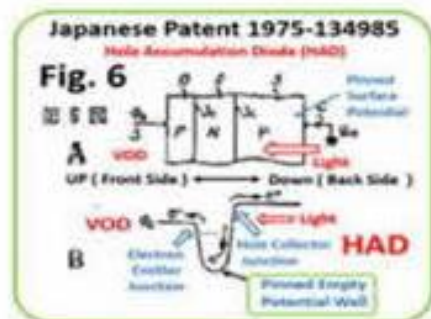 Japanese Patent 1975-134985
Hole Accumulation Diode (HAD)
Fig. 6
Pinned
Surface
Potential
P N P
A
VOD
Light
UP ( Front Side ) Down ( Back Side )
VOD
Light
B
Electron
Emitter
Junction
Hole Collector
Junction
HAD
Pinned Empty
Potential Well